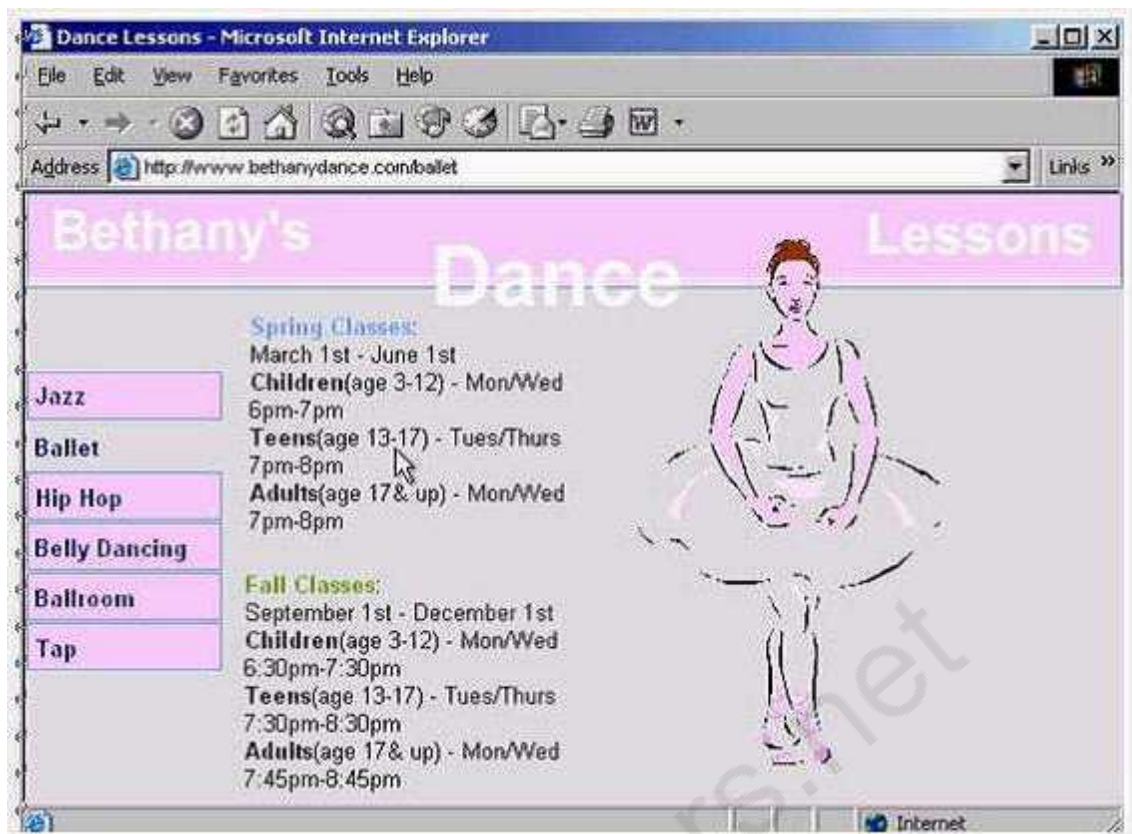 Dance Lessons - Microsoft Internet Explorer
File Edit View Favorites Tools Help
Address http://www.bethanydance.com/ballet Links »
Bethany's Dance Lessons
Jazz
Ballet
Hip Hop
Belly Dancing
Ballroom
Tap
Spring Classes:
March 1st - June 1st
Children(age 3-12) - Mon/Wed
6pm-7pm
Teens(age 13-17) - Tues/Thurs
7pm-8pm
Adults(age 17& up) - Mon/Wed
7pm-8pm
Fall Classes:
September 1st - December 1st
Children(age 3-12) - Mon/Wed
6:30pm-7:30pm
Teens(age 13-17) - Tues/Thurs
7:30pm-8:30pm
Adults(age 17& up) - Mon/Wed
7:45pm-8:45pm
Internet
rs.net